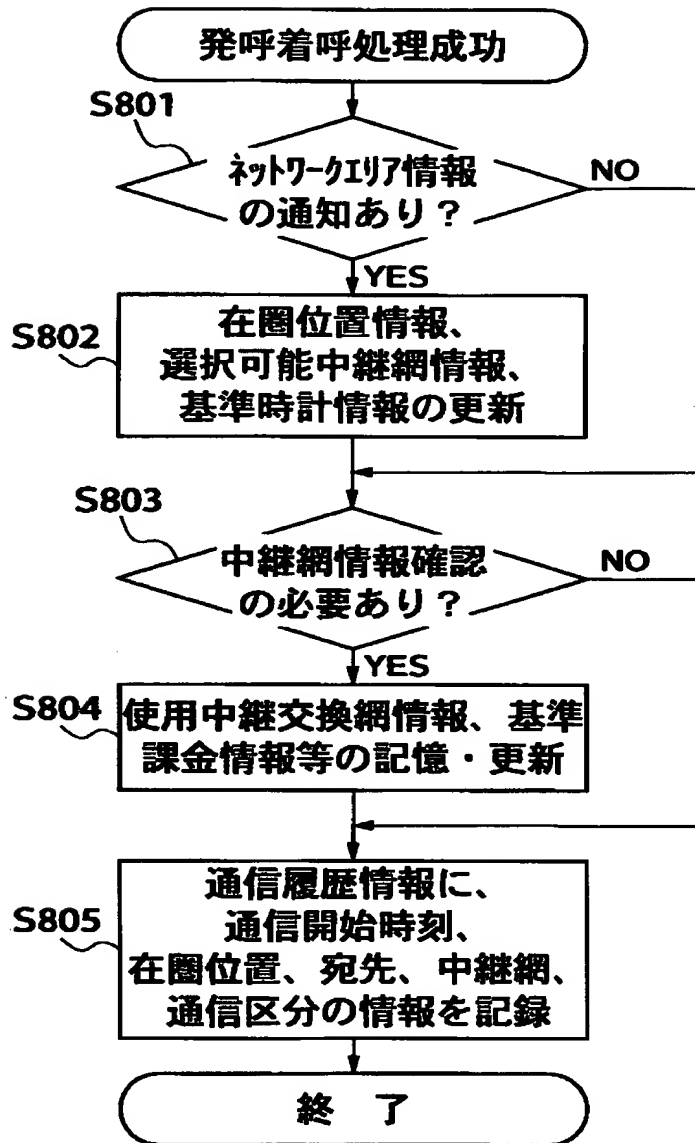 発呼着呼処理成功
S801
ネットワークエリア情報
の通知あり?
NO
YES
S802
在圏位置情報、
選択可能中継網情報、
基準時計情報の更新
S803
中継網情報確認
の必要あり?
NO
YES
S804
使用中継交換網情報、基準
課金情報等の記憶・更新
S805
通信履歴情報に、
通信開始時刻、
在圏位置、宛先、中継網、
通信区分の情報を記録
終 了